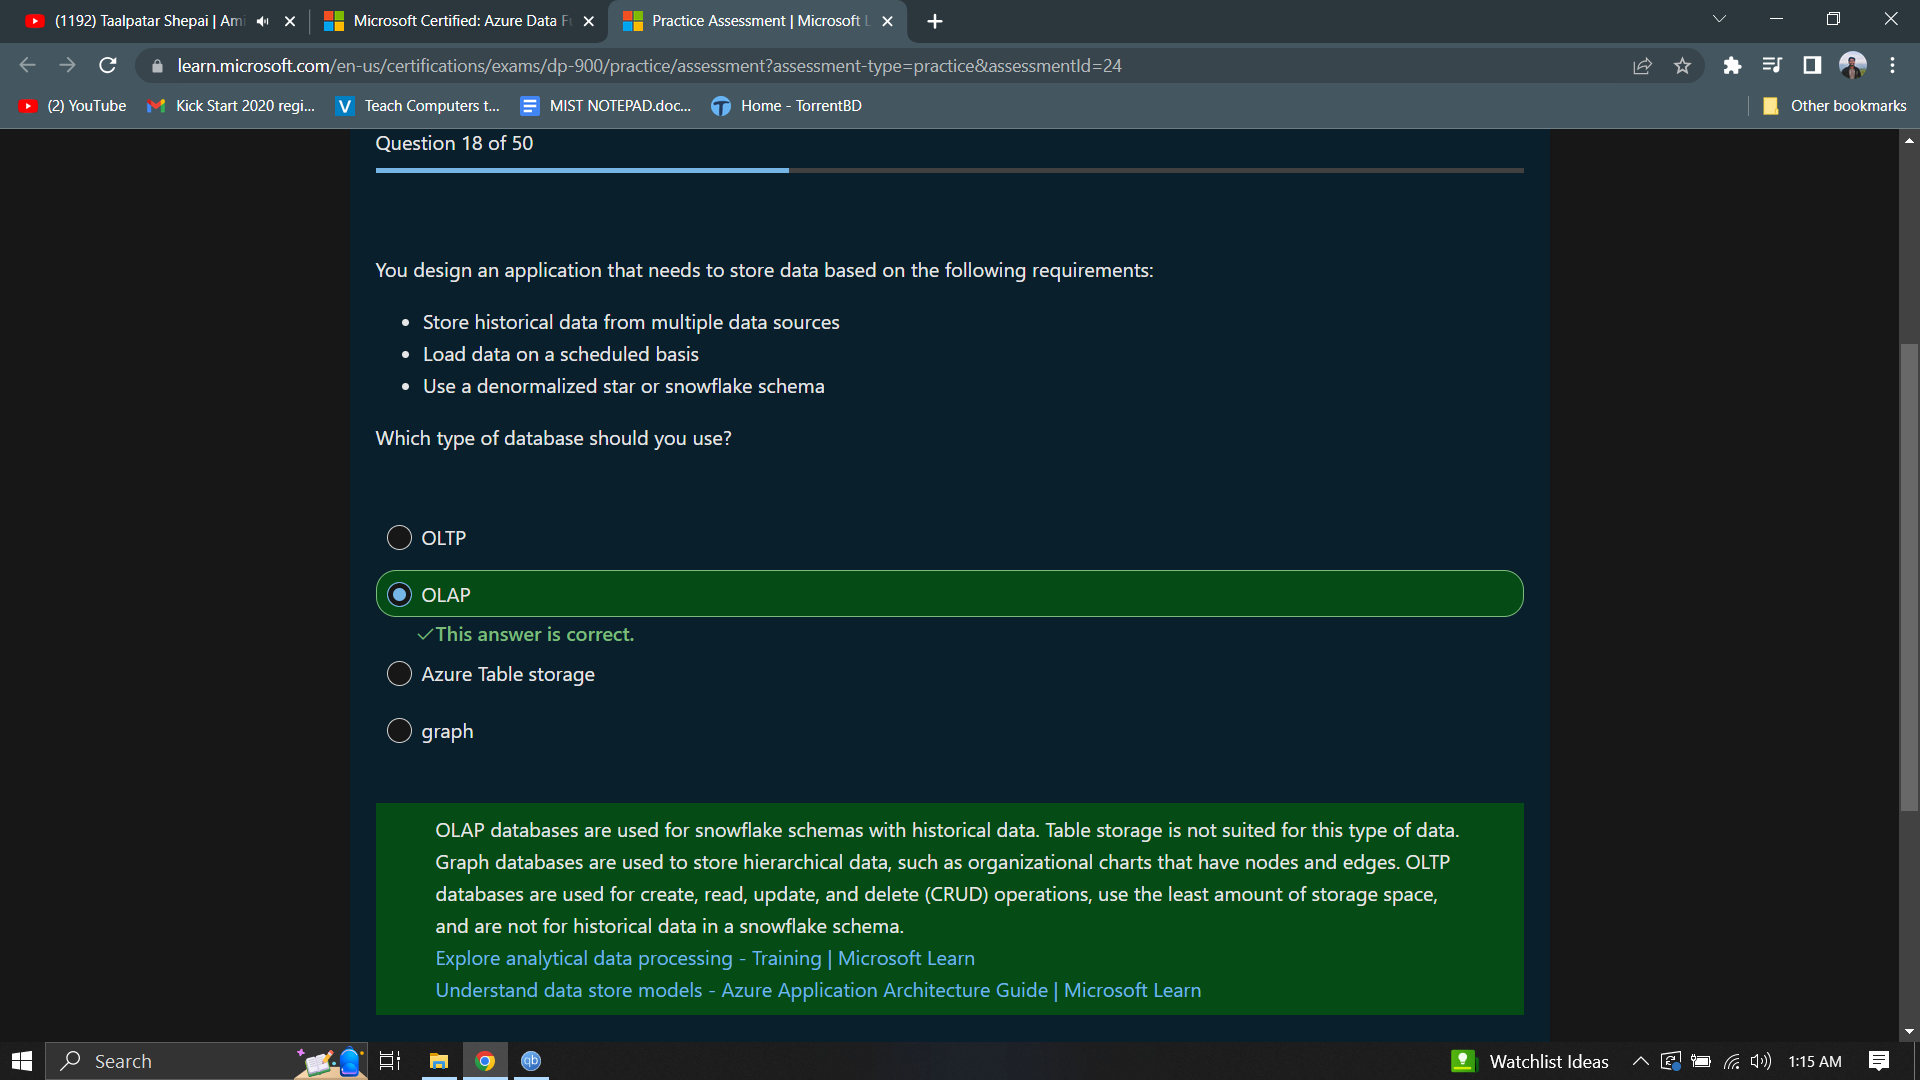 (1192) Taalpatar Shepai | Ami
Microsoft Certified: Azure Data F
Practice Assessment | Microsoft L
learn.microsoft.com/en-us/certifications/exams/dp-900/practice/assessment?assessment-type=practice&assessmentId=24
(2) YouTube
Kick Start 2020 regi...
V Teach Computers t...
MIST NOTEPAD.doc...
Home - TorrentBD
Other bookmarks
Question 18 of 50
You design an application that needs to store data based on the following requirements:
• Store historical data from multiple data sources
• Load data on a scheduled basis
• Use a denormalized star or snowflake schema
Which type of database should you use?
OLTP
OLAP
✓This answer is correct.
Azure Table storage
graph
OLAP databases are used for snowflake schemas with historical data. Table storage is not suited for this type of data.
Graph databases are used to store hierarchical data, such as organizational charts that have nodes and edges. OLTP
databases are used for create, read, update, and delete (CRUD) operations, use the least amount of storage space,
and are not for historical data in a snowflake schema.
Explore analytical data processing - Training | Microsoft Learn
Understand data store models - Azure Application Architecture Guide | Microsoft Learn
Search
qb
Watchlist Ideas
1:15 AM